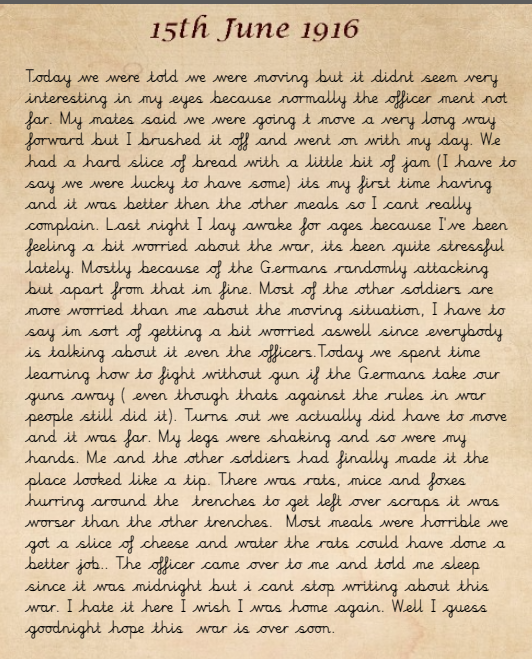 15th June 1916
Today we were told we were moving but it didnt seem very
interesting in my eyes because normally the officer ment not
far. My mates said we were going t move a very long way
forward but I brushed it off and went on with my day. We
had a hard slice of bread with a little bit of jam (I have to
say we were lucky to have some) its my first time having
and it was better then the other meals so I cant really
complain. Last night I lay awake for ages because I've been
feeling a bit worried about the war, its been quite stressful
lately. Mostly because of the Germans randomly attacking
but apart from that im fine. Most of the other soldiers are
more worried than me about the moving situation, I have to
say im sort of getting a bit worried aswell since everybody
is talking about it even the officers.Today we spent time
learning how to fight without gun if the Germans take our
guns away ( even though thats against the rules in war
people still did it). Turns out we actually did have to move
and it was far. My legs were shaking and so were my
hands. Me and the other soldiers had finally made it the
place looked like a tip. There was rats, mice and foxes
hurring around the  trenches to get left over scraps it was
worser than the other trenches.  Most meals were horrible we
got a slice of cheese and water the rats could have done a
better job.. The officer came over to me and told me sleep
since it was midnight but i cant stop writing about this
war. I hate it here I wish I was home again. Well I guess
goodnight hope this  war is over soon.